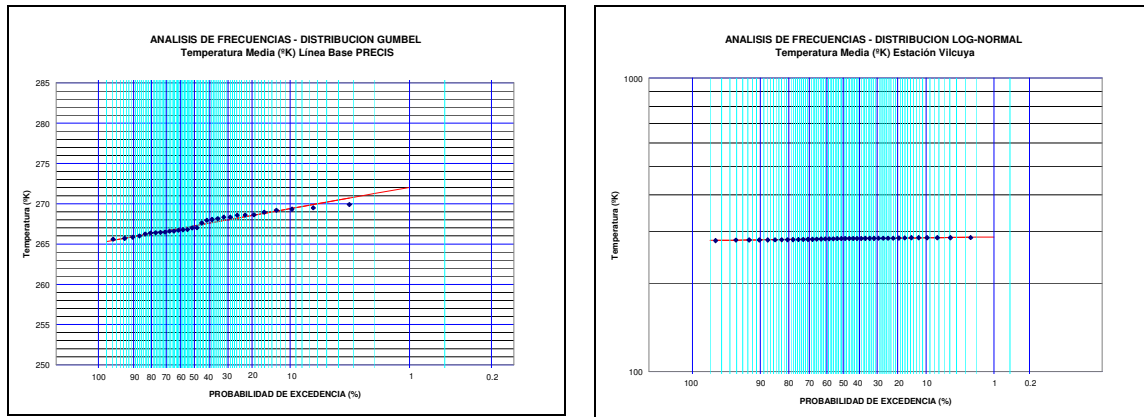 ANALISIS DE FRECUENCIAS - DISTRIBUCION GUMBEL
Temperatura Media (ºK) Línea Base PRECIS
285
280
275
270
265
260
255
250
Temperatura (ºK)
100 90 80 70 60 50 40 30 20 10 1 0.2
PROBABILIDAD DE EXCEDENCIA (%)
ANALISIS DE FRECUENCIAS - DISTRIBUCION LOG-NORMAL
Temperatura Media (ºK) Estación Vilcuya
1000
100
Temperatura (ºK)
100 90 80 70 60 50 40 30 20 10 1 0.2
PROBABILIDAD DE EXCEDENCIA (%)